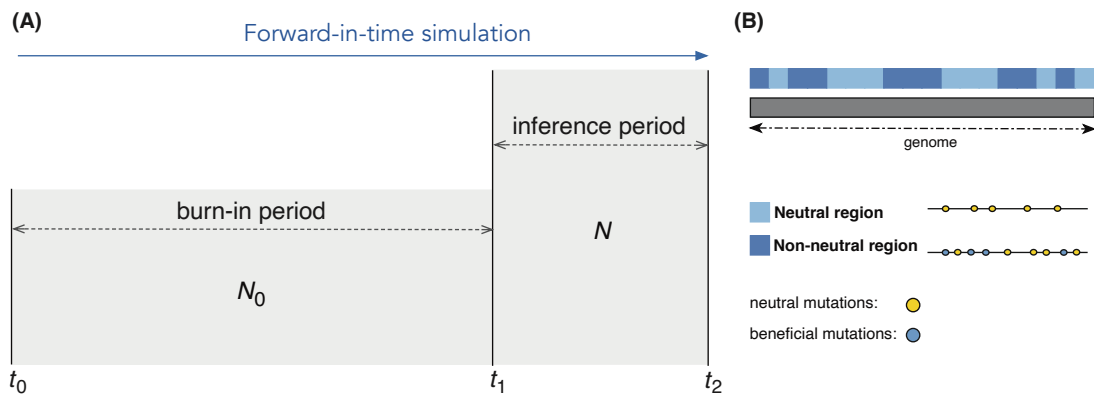 (A)
Forward-in-time simulation
inference period
burn-in period
N
N0
t0
t1
t2
(B)
genome
Neutral region
Non-neutral region
neutral mutations:
beneficial mutations: